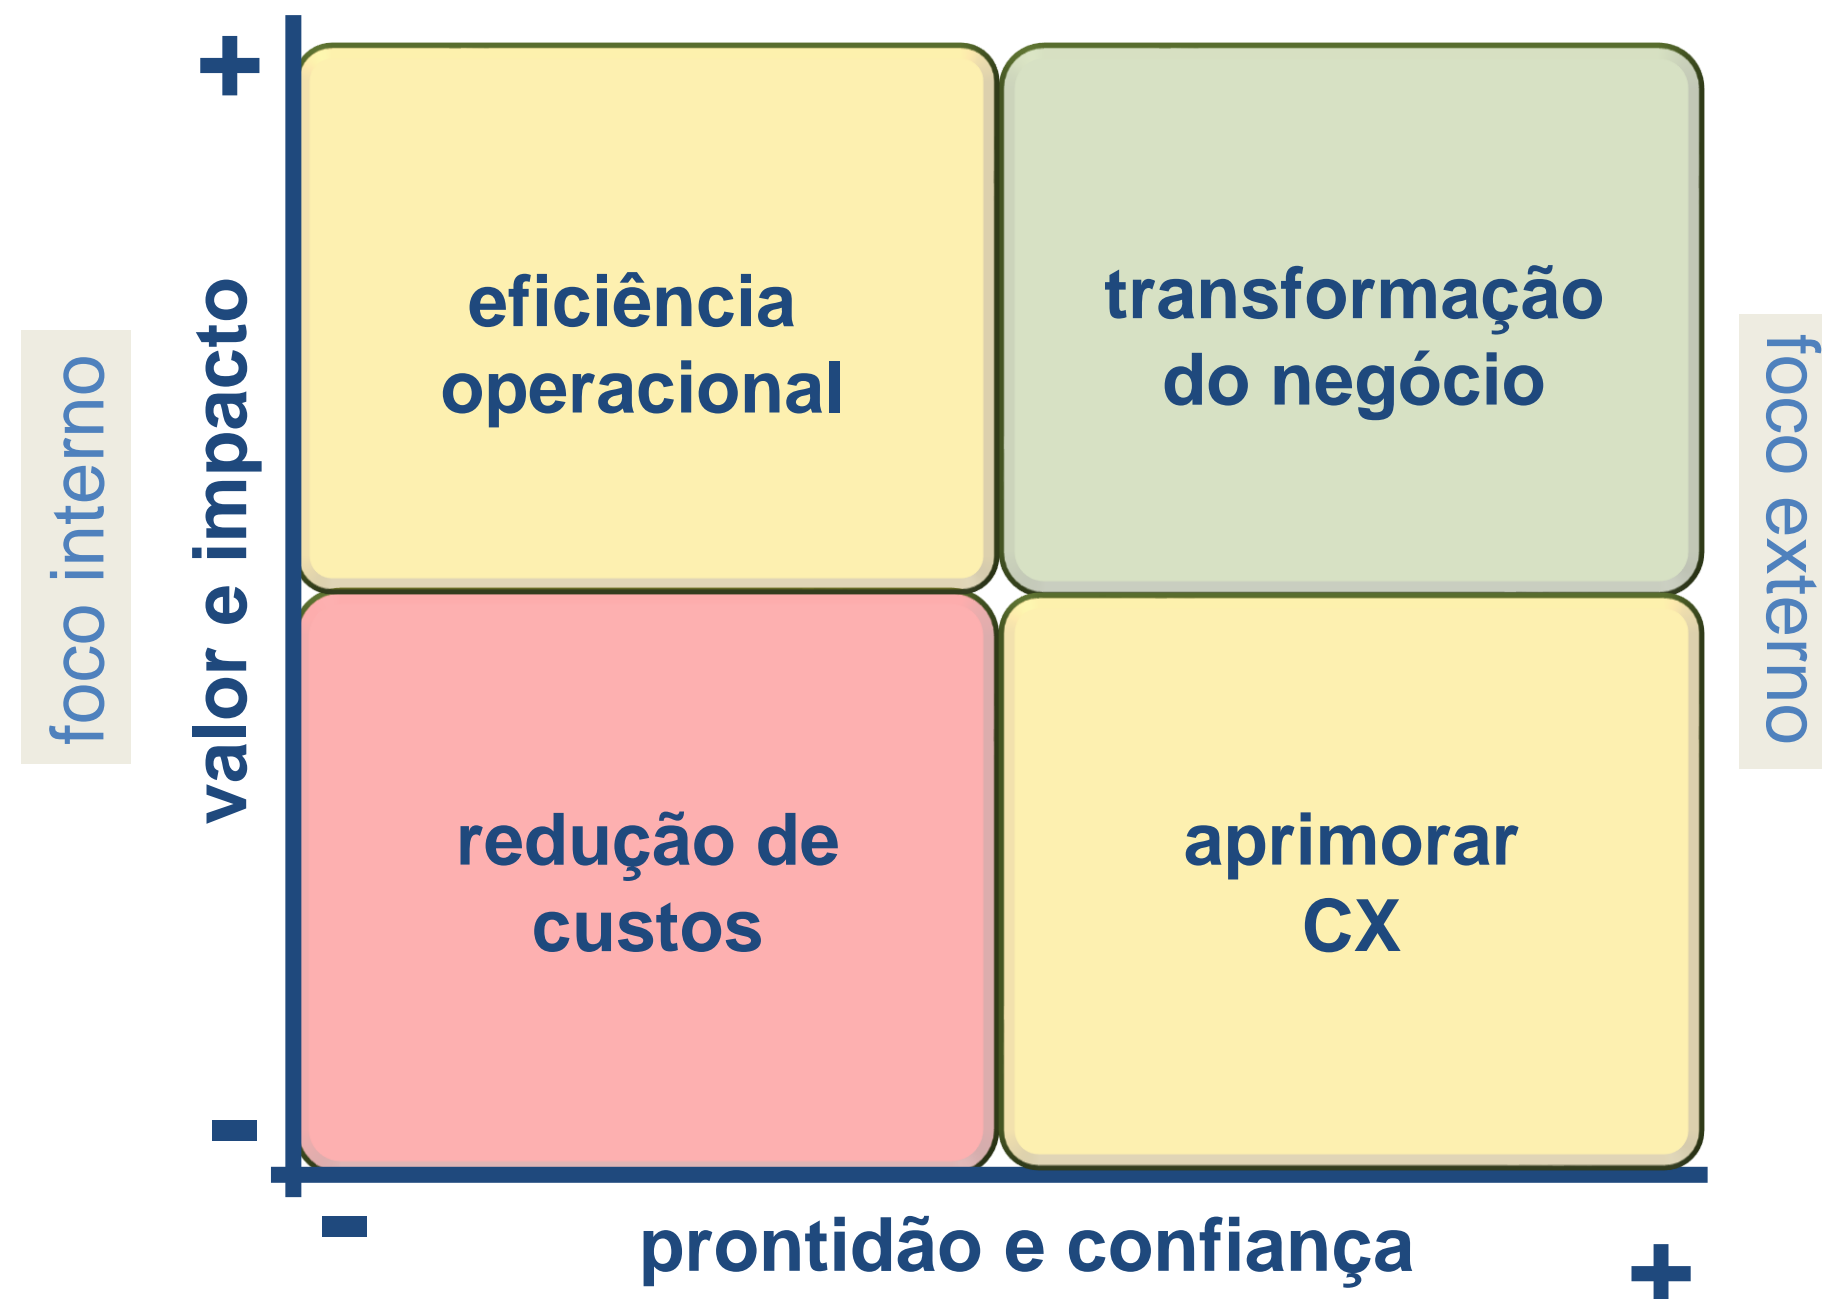 +
eficiência
operacional
transformação
do negócio
foco interno
valor e impacto
foco externo
redução de
custos
aprimorar
CX
-
-
prontidão e confiança
+